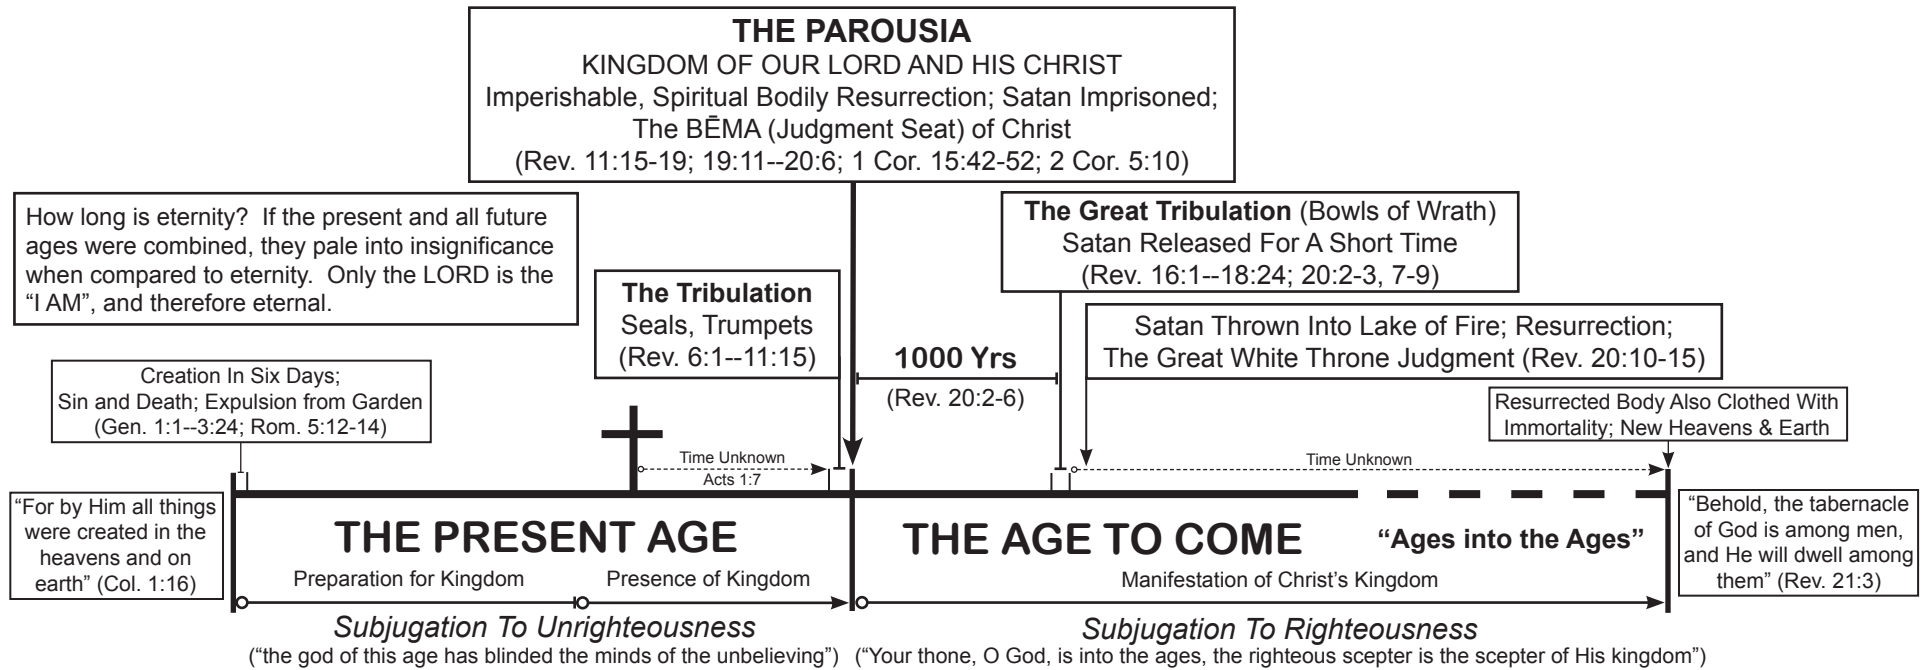 THE PAROUSIA
KINGDOM OF OUR LORD AND HIS CHRIST
Imperishable, Spiritual Bodily Resurrection; Satan Imprisoned;
The BĒMA (Judgment Seat) of Christ
(Rev. 11:15-19; 19:11--20:6; 1 Cor. 15:42-52; 2 Cor. 5:10)
How long is eternity? If the present and all future
ages were combined, they pale into insignificance
when compared to eternity. Only the LORD is the
“I AM”, and therefore eternal.
The Great Tribulation (Bowls of Wrath)
Satan Released For A Short Time
(Rev. 16:1--18:24; 20:2-3, 7-9)
The Tribulation
Seals, Trumpets
(Rev. 6:1--11:15)
Satan Thrown Into Lake of Fire; Resurrection;
The Great White Throne Judgment (Rev. 20:10-15)
1000 Yrs
(Rev. 20:2-6)
Creation In Six Days;
Sin and Death; Expulsion from Garden
(Gen. 1:1--3:24; Rom. 5:12-14)
Resurrected Body Also Clothed With
Immortality; New Heavens & Earth
Time Unknown
Acts 1:7
Time Unknown
“For by Him all things
were created in the
heavens and on
earth” (Col. 1:16)
THE PRESENT AGE
THE AGE TO COME
“Ages into the Ages”
“Behold, the tabernacle
of God is among men,
and He will dwell among
them” (Rev. 21:3)
Preparation for Kingdom
Presence of Kingdom
Manifestation of Christ’s Kingdom
Subjugation To Unrighteousness
(“the god of this age has blinded the minds of the unbelieving”)
Subjugation To Righteousness
(“Your thone, O God, is into the ages, the righteous scepter is the scepter of His kingdom”)